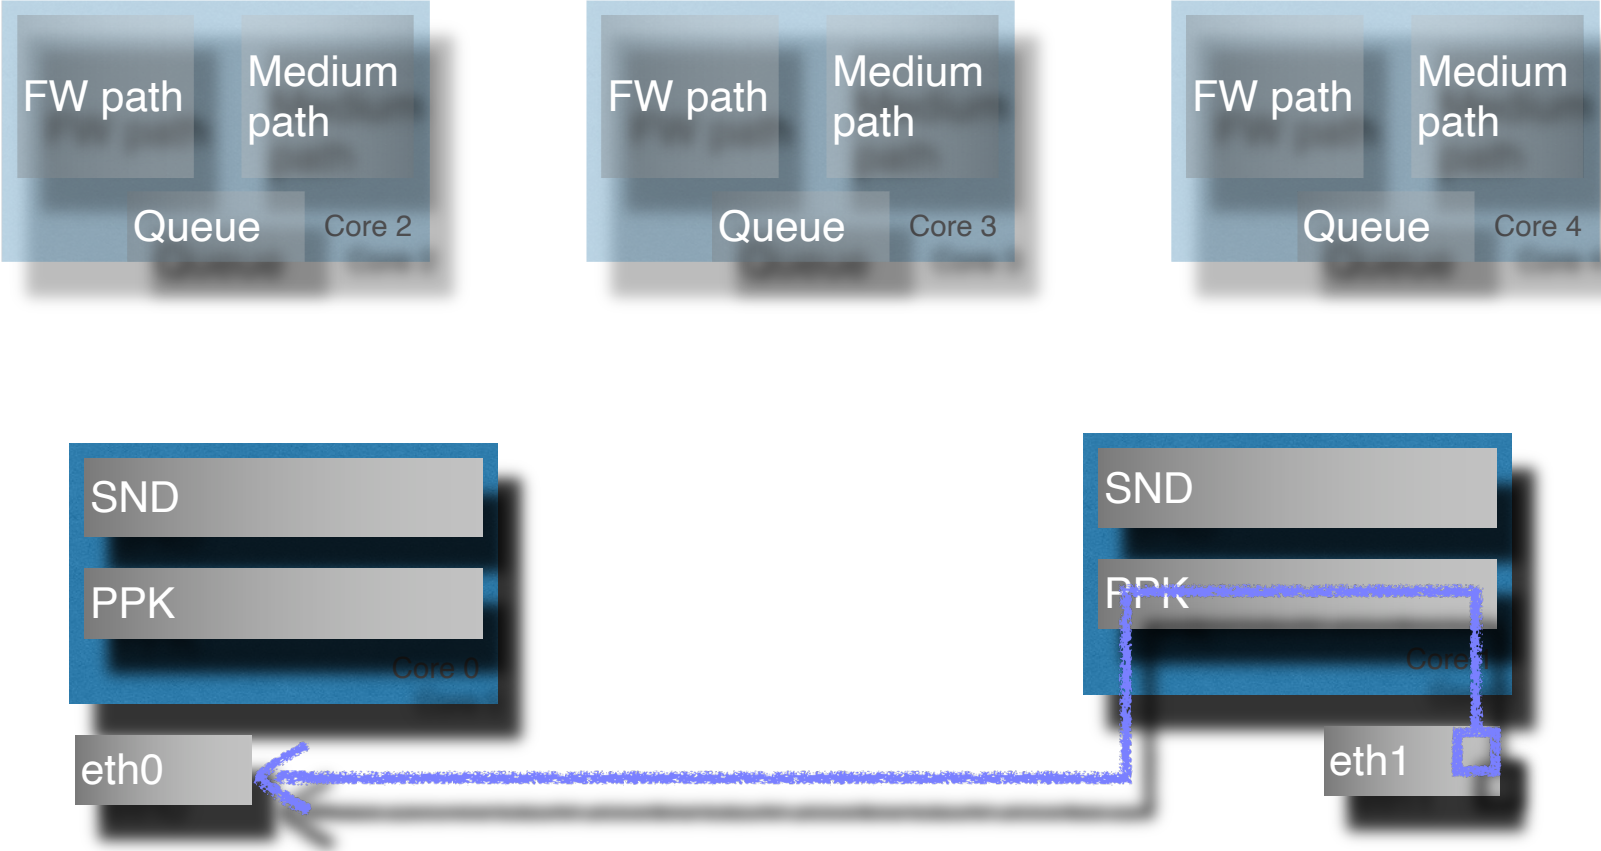 FW path
Medium
path
Queue
Core 2
FW path
Medium
path
Queue
Core 3
FW path
Medium
path
Queue
Core 4
SND
PPK
Core 0
eth0
SND
PPK
Core
eth1